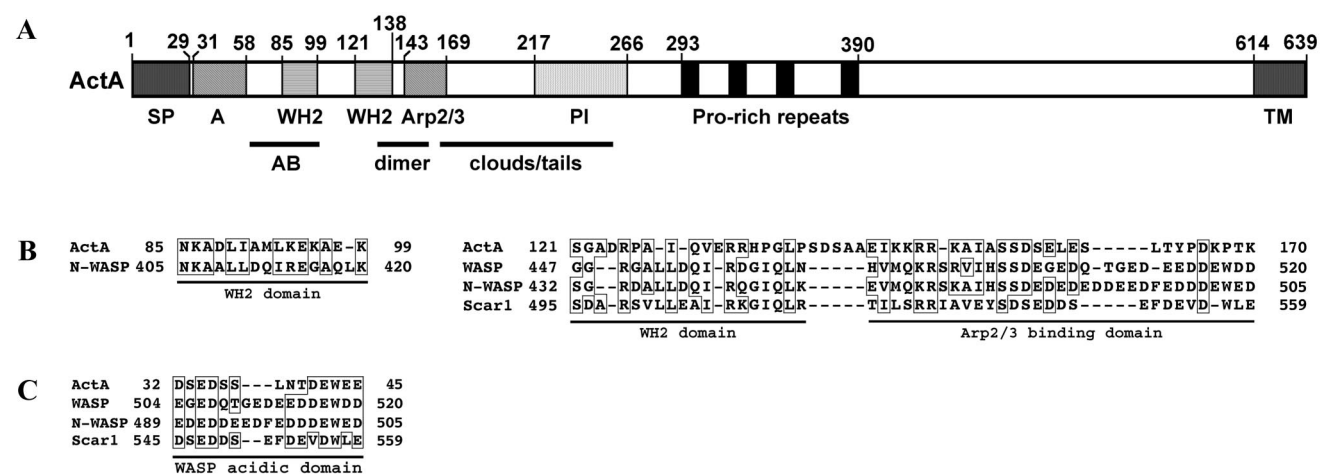 A
1 29 31 58 85 99 121 138 143 169 217 266 293 390 614 639
ActA
SP A WH2 WH2 Arp2/3 PI Pro-rich repeats TM
AB dimer clouds/tails
B
ActA 85 NKADLIAMLKEKAE-K 99
N-WASP 405 NKAALLDQIREGAQLK 420
WH2 domain
ActA 121 SGADRPA-I-QVERRHPGLPSDSAAEIKKRR-KAIASSDSELES-----LTYPDKPTK 170
WASP 447 GG--RGALLDQI-RDGIQLN-----HVMQKRSRVIHSSDEGEDQ-TGED-EEDDEWDD 520
N-WASP 432 SG--RDALLDQI-RQGIQLK-----EVMQKRSKAIHSSDEDEDEDDEEDFEDDDEWED 505
Scar1 495 SDA-RSVLLEAI-RKGIQLR-----TILSRRIAVEYSDSEDDS-----EFDEVD-WLE 559
WH2 domain Arp2/3 binding domain
C
ActA 32 DSEDSS---LNTDEWEE 45
WASP 504 EGEDQTGEDEEDDEWDD 520
N-WASP 489 EDEDDEEDFEDDDEWED 505
Scar1 545 DSEDDS--EFDEVDWLE 559
WASP acidic domain